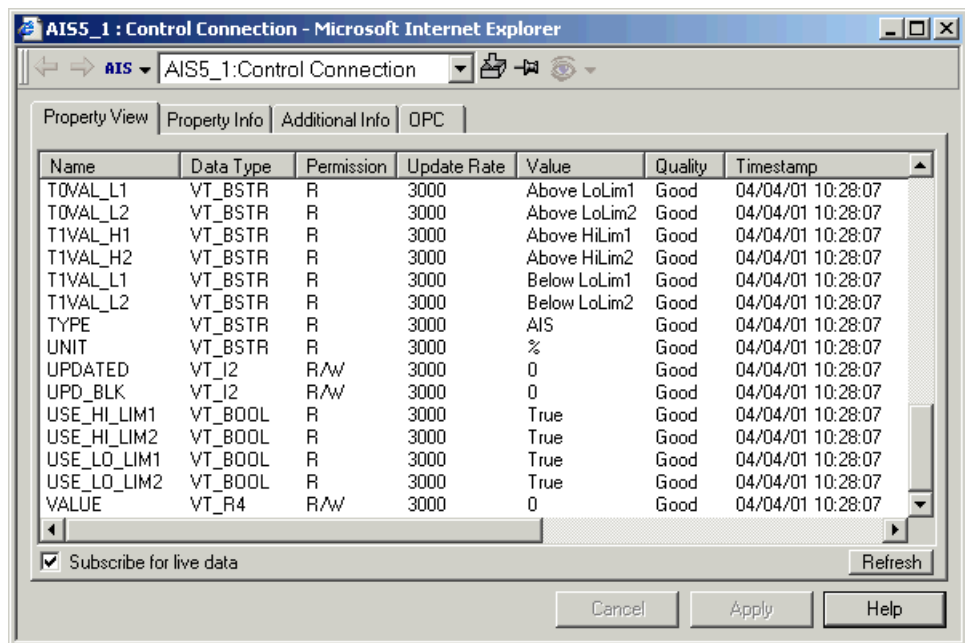 AIS5_1 : Control Connection - Microsoft Internet Explorer
AIS AIS5_1:Control Connection
Property View Property Info Additional Info OPC
Name Data Type Permission Update Rate Value Quality Timestamp
T0VAL_L1 VT_BSTR R 3000 Above LoLim1 Good 04/04/01 10:28:07
T0VAL_L2 VT_BSTR R 3000 Above LoLim2 Good 04/04/01 10:28:07
T1VAL_H1 VT_BSTR R 3000 Above HiLim1 Good 04/04/01 10:28:07
T1VAL_H2 VT_BSTR R 3000 Above HiLim2 Good 04/04/01 10:28:07
T1VAL_L1 VT_BSTR R 3000 Below LoLim1 Good 04/04/01 10:28:07
T1VAL_L2 VT_BSTR R 3000 Below LoLim2 Good 04/04/01 10:28:07
TYPE VT_BSTR R 3000 AIS Good 04/04/01 10:28:07
UNIT VT_BSTR R 3000 % Good 04/04/01 10:28:07
UPDATED VT_I2 R/W 3000 0 Good 04/04/01 10:28:07
UPD_BLK VT_I2 R/W 3000 0 Good 04/04/01 10:28:07
USE_HI_LIM1 VT_BOOL R 3000 True Good 04/04/01 10:28:07
USE_HI_LIM2 VT_BOOL R 3000 True Good 04/04/01 10:28:07
USE_LO_LIM1 VT_BOOL R 3000 True Good 04/04/01 10:28:07
USE_LO_LIM2 VT_BOOL R 3000 True Good 04/04/01 10:28:07
VALUE VT_R4 R/W 3000 0 Good 04/04/01 10:28:07
Subscribe for live data Refresh
Cancel Apply Help